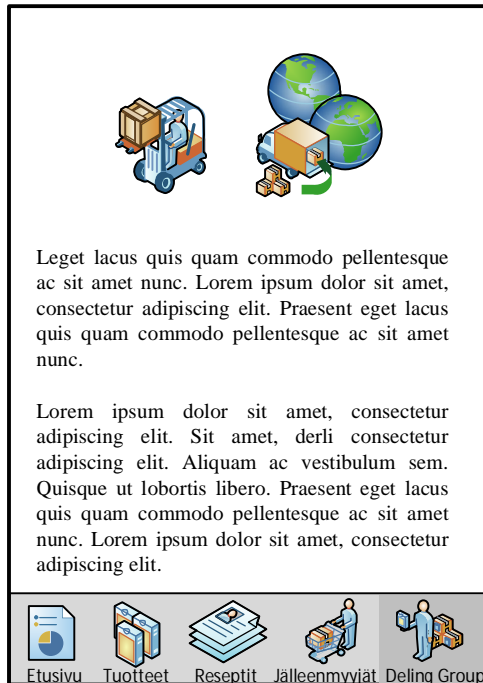 Leget lacus quis quam commodo pellentesque
ac sit amet nunc. Lorem ipsum dolor sit amet,
consectetur adipiscing elit. Praesent eget lacus
quis quam commodo pellentesque ac sit amet
nunc.
Lorem ipsum dolor sit amet, consectetur
adipiscing elit. Sit amet, derli consectetur
adipiscing elit. Aliquam ac vestibulum sem.
Quisque ut lobortis libero. Praesent eget lacus
quis quam commodo pellentesque ac sit amet
nunc. Lorem ipsum dolor sit amet, consectetur
adipiscing elit.
Etusivu Tuotteet Reseptit Jälleenmyyjät Deling Group